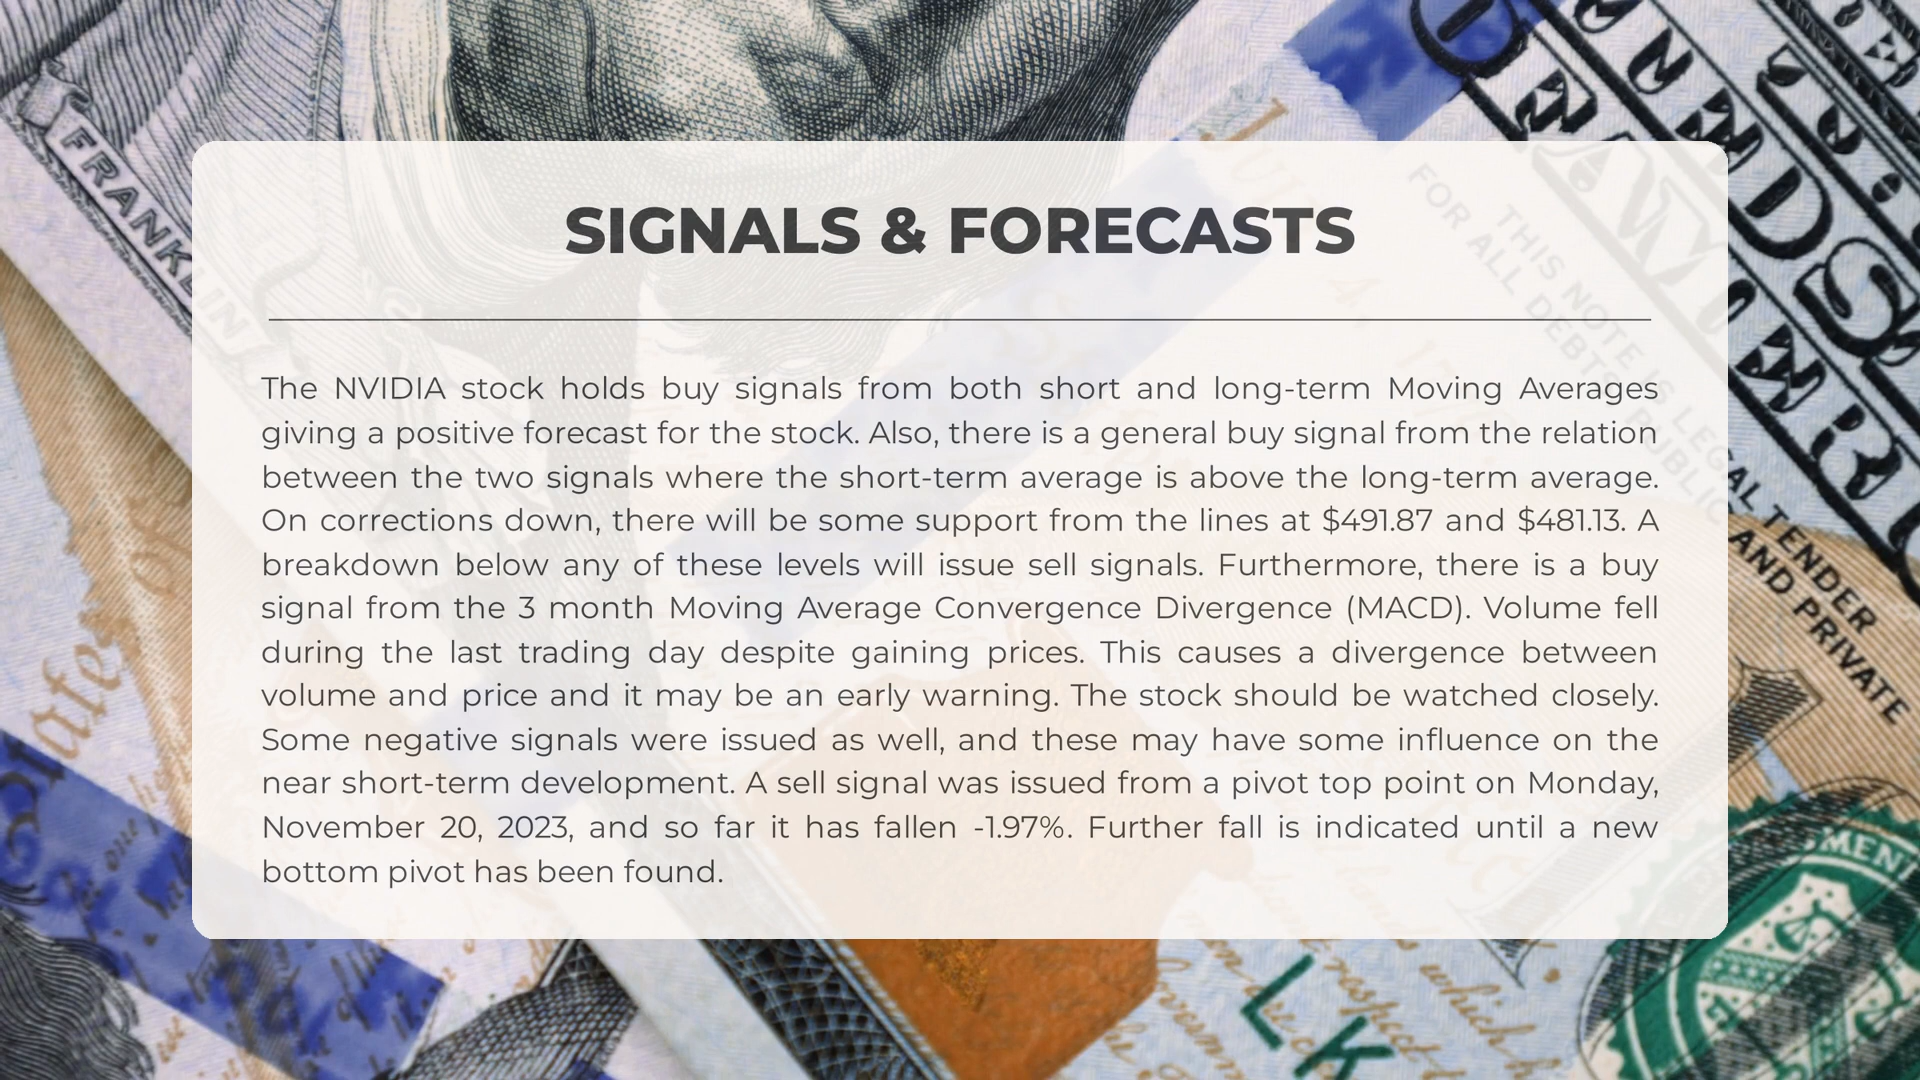 FRANKLIN
SIGNALS & FORECASTS
THIS NOTE IS LEGAL TENDER
FOR ALL DEBTS PUBLIC AND PRIVATE
The NVIDIA stock holds buy signals from both short and long-term Moving Averages
giving a positive forecast for the stock. Also, there is a general buy signal from the relation
between the two signals where the short-term average is above the long-term average.
On corrections down, there will be some support from the lines at $491.87 and $481.13. A
breakdown below any of these levels will issue sell signals. Furthermore, there is a buy
signal from the 3 month Moving Average Convergence Divergence (MACD). Volume fell
during the last trading day despite gaining prices. This causes a divergence between
volume and price and it may be an early warning. The stock should be watched closely.
Some negative signals were issued as well, and these may have some influence on the
near short-term development. A sell signal was issued from a pivot top point on Monday,
November 20, 2023, and so far it has fallen -1.97%. Further fall is indicated until a new
bottom pivot has been found.
L K